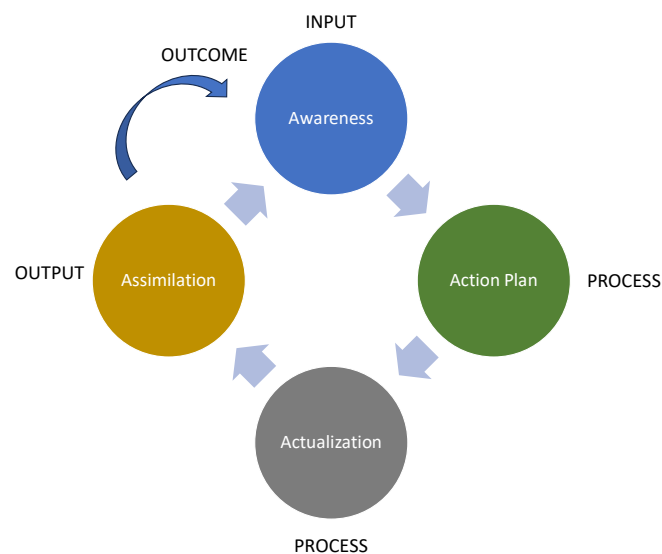 INPUT
OUTCOME
Awareness
OUTPUT
Assimilation
Action Plan
PROCESS
Actualization
PROCESS